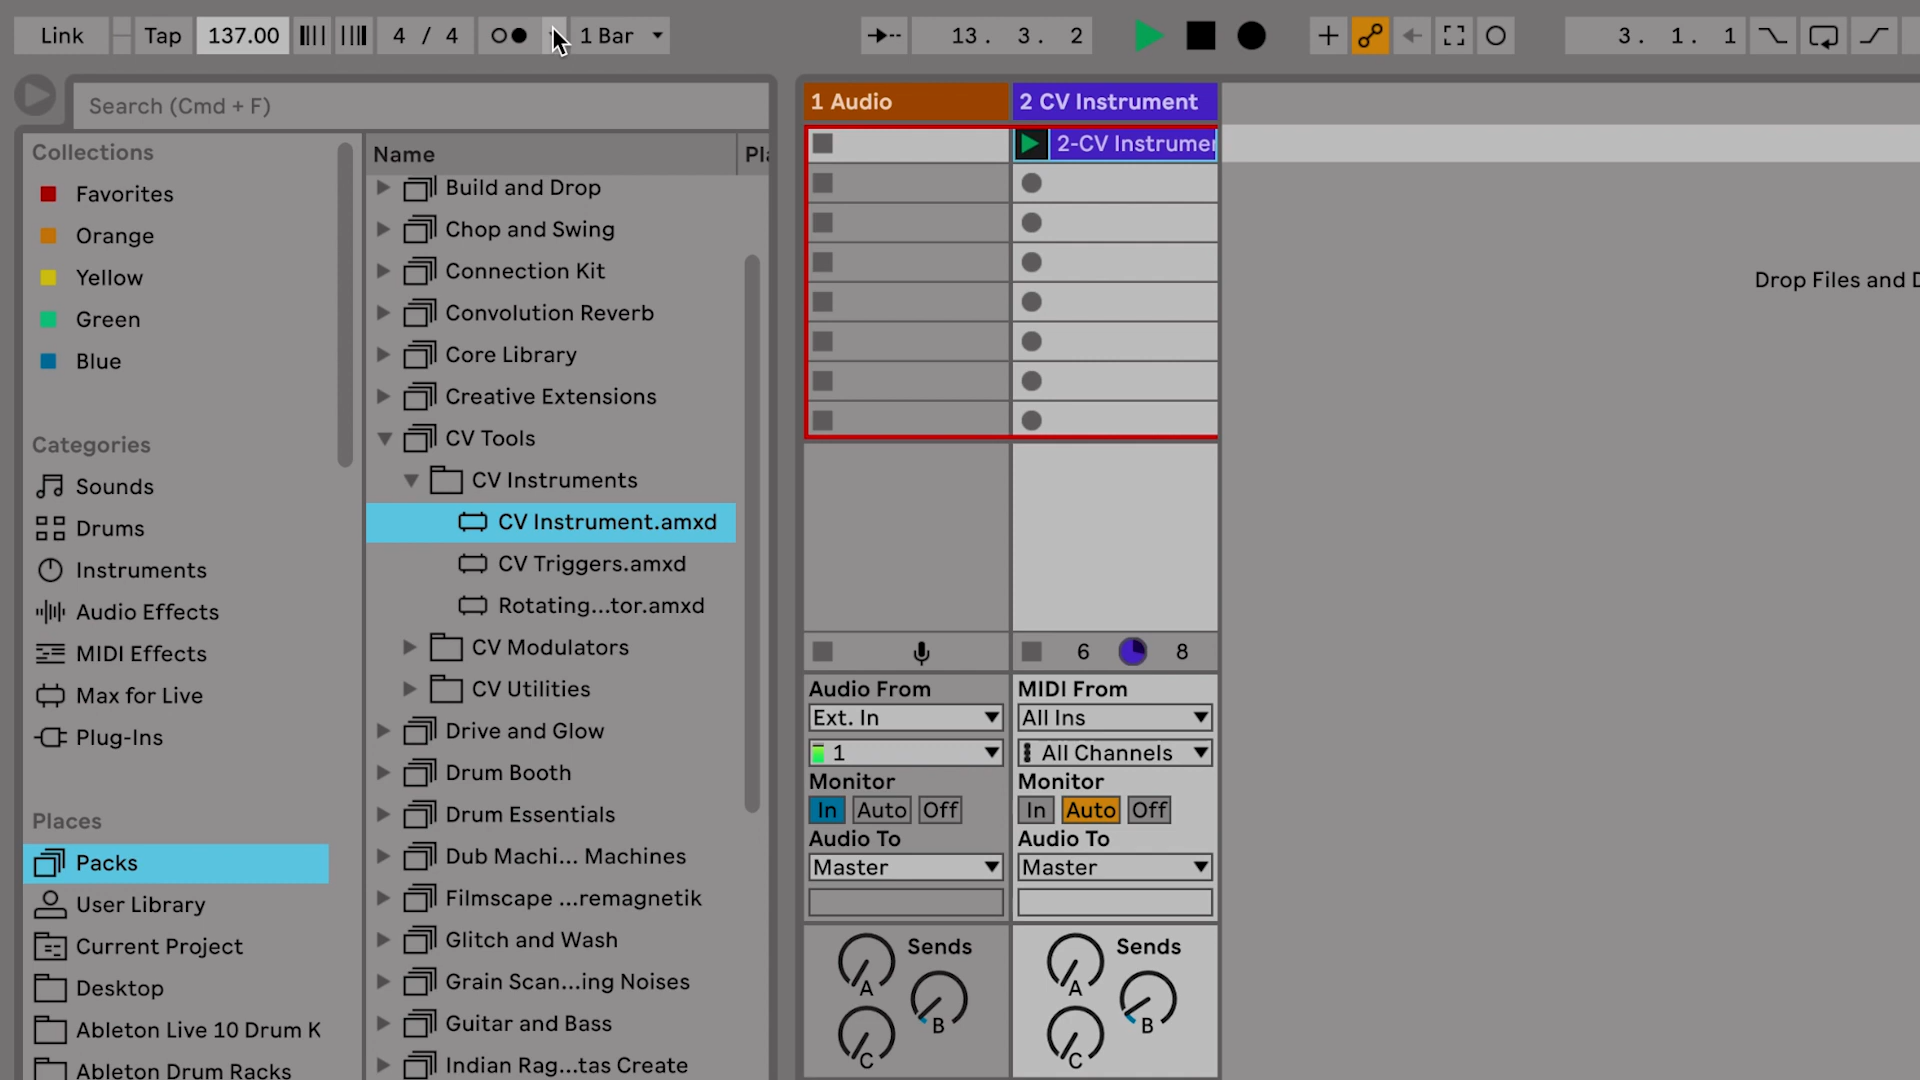 Link Tap 137.00 4 / 4 1 Bar 13. 3. 2 3. 1. 1
Search (Cmd + F)
Collections
Favorites
Orange
Yellow
Green
Blue
Categories
Sounds
Drums
Instruments
Audio Effects
MIDI Effects
Max for Live
Plug-Ins
Places
Packs
User Library
Current Project
Desktop
Ableton Live 10 Drum K
Ableton Drum Racks
Name
Build and Drop
Chop and Swing
Connection Kit
Convolution Reverb
Core Library
Creative Extensions
CV Tools
CV Instruments
CV Instrument.amxd
CV Triggers.amxd
Rotating...tor.amxd
CV Modulators
CV Utilities
Drive and Glow
Drum Booth
Drum Essentials
Dub Machi... Machines
Filmscape ...remagnetik
Glitch and Wash
Grain Scan...ing Noises
Guitar and Bass
Indian Rag...tas Create
1 Audio
Audio From
Ext. In
1
Monitor
In Auto Off
Audio To
Master
Sends
A
B
C
2 CV Instrument
2-CV Instrumen
6 8
MIDI From
All Ins
All Channels
Monitor
In Auto Off
Audio To
Master
Sends
A
B
C
Drop Files and D